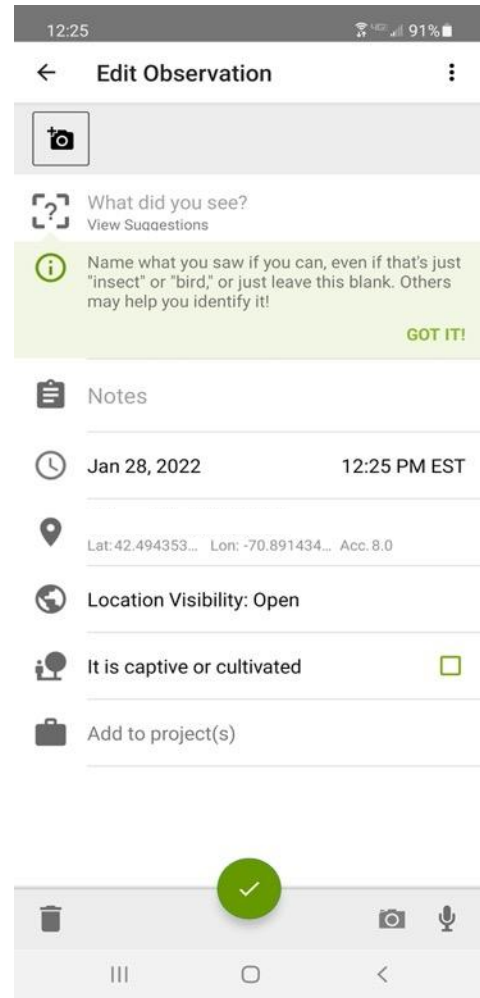 12:25 91%
Edit Observation
What did you see?
View Suggestions
Name what you saw if you can, even if that's just
"insect" or "bird," or just leave this blank. Others
may help you identify it!
GOT IT!
Notes
Jan 28, 2022 12:25 PM EST
Lat: 42.494353... Lon: -70.891434... Acc. 8.0
Location Visibility: Open
It is captive or cultivated
Add to project(s)